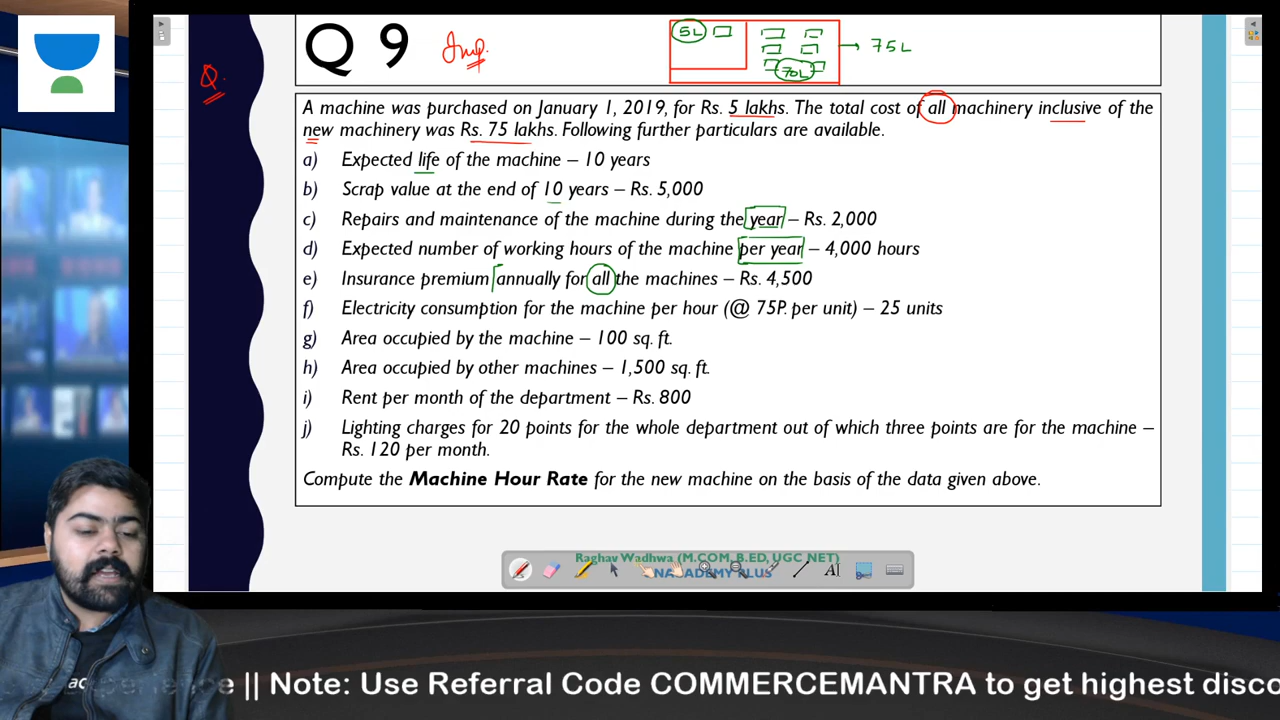 Q 9
Imp.
5L
70L
→ 75L
Q.
A machine was purchased on January 1, 2019, for Rs. 5 lakhs. The total cost of all machinery inclusive of the
new machinery was Rs. 75 lakhs. Following further particulars are available.
a) Expected life of the machine – 10 years
b) Scrap value at the end of 10 years – Rs. 5,000
c) Repairs and maintenance of the machine during the year – Rs. 2,000
d) Expected number of working hours of the machine per year – 4,000 hours
e) Insurance premium annually for all the machines – Rs. 4,500
f) Electricity consumption for the machine per hour (@ 75P. per unit) – 25 units
g) Area occupied by the machine – 100 sq. ft.
h) Area occupied by other machines – 1,500 sq. ft.
i) Rent per month of the department – Rs. 800
j) Lighting charges for 20 points for the whole department out of which three points are for the machine –
Rs. 120 per month.
Compute the Machine Hour Rate for the new machine on the basis of the data given above.
Raghav Wadhwa (M.COM, B.ED, UGC NET)
NACADEMY PLUS
|| Note: Use Referral Code COMMERCEMANTRA to get highest disco